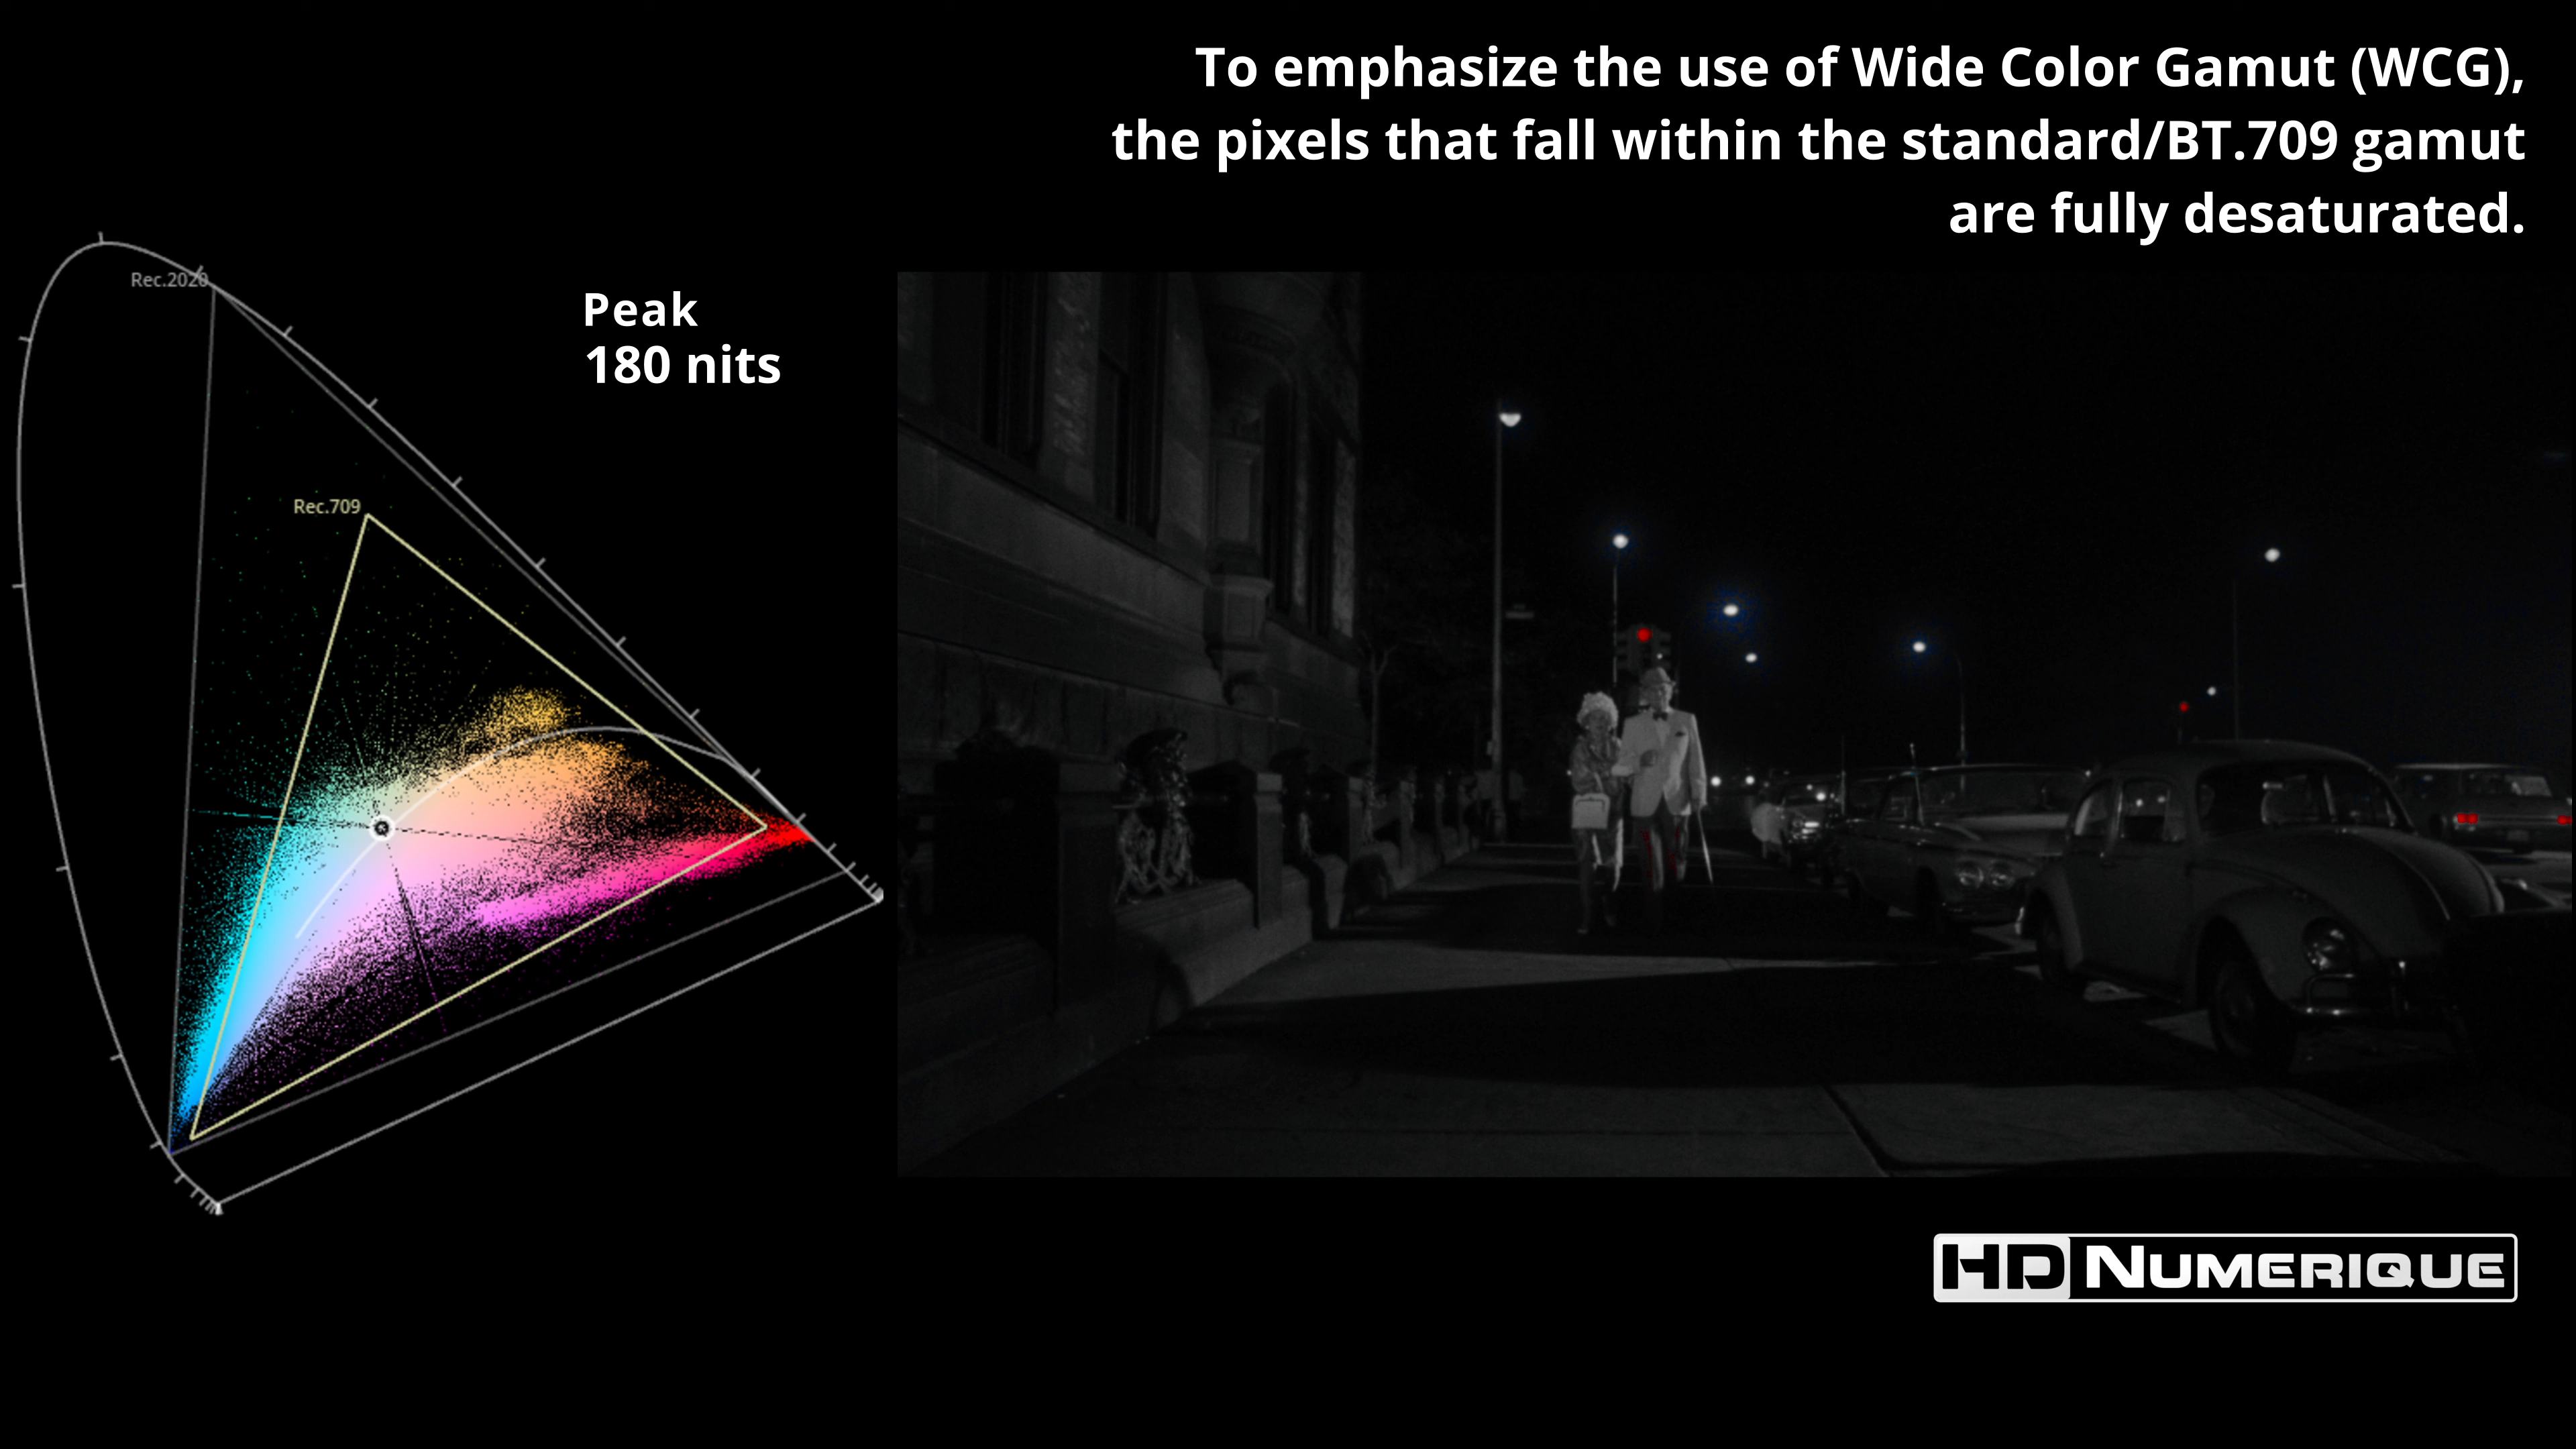 To emphasize the use of Wide Color Gamut (WCG),
the pixels that fall within the standard/BT.709 gamut
are fully desaturated.
Rec.2020
Peak
180 nits
Rec.709
HD NUMERIQUE